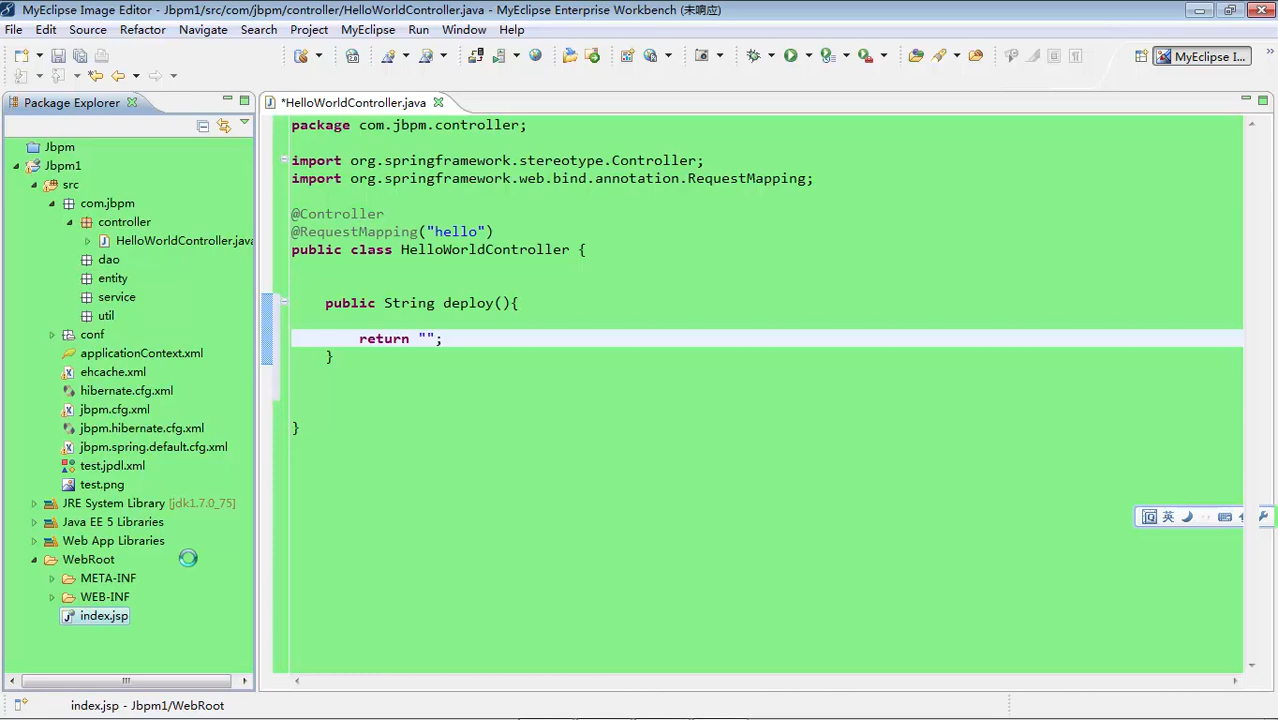 MyEclipse Image Editor - Jbpm1/src/com/jbpm/controller/HelloWorldController.java - MyEclipse Enterprise Workbench (未响应)
File Edit Source Refactor Navigate Search Project MyEclipse Run Window Help
MyEclipse I...
Package Explorer
*HelloWorldController.java
Jbpm
Jbpm1
src
com.jbpm
controller
HelloWorldController.java
dao
entity
service
util
conf
applicationContext.xml
ehcache.xml
hibernate.cfg.xml
jbpm.cfg.xml
jbpm.hibernate.cfg.xml
jbpm.spring.default.cfg.xml
test.jpdl.xml
test.png
JRE System Library [jdk1.7.0_75]
Java EE 5 Libraries
Web App Libraries
WebRoot
META-INF
WEB-INF
index.jsp
package com.jbpm.controller;
import org.springframework.stereotype.Controller;
import org.springframework.web.bind.annotation.RequestMapping;
@Controller
@RequestMapping("hello")
public class HelloWorldController {
public String deploy(){
return "";
}
}
英
index.jsp - Jbpm1/WebRoot